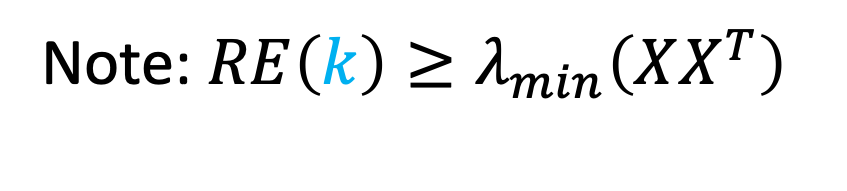 Note: RE(k) ≥ λ_min(XX^T)